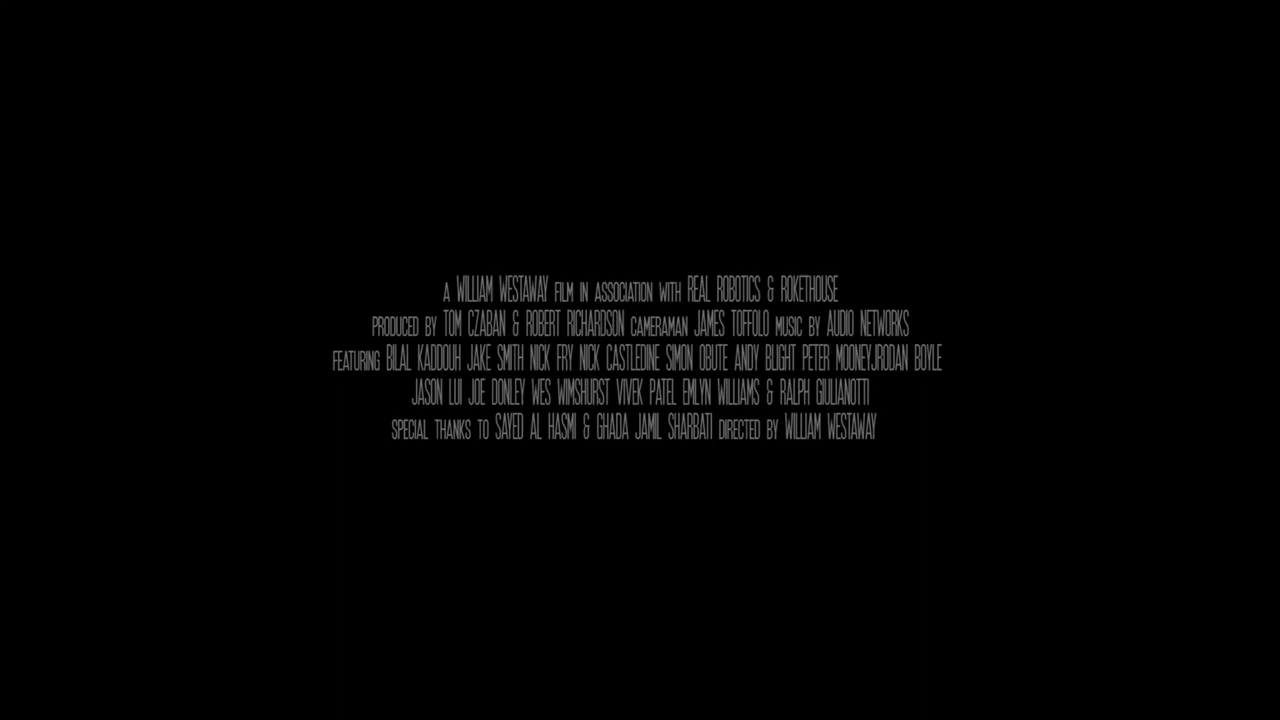 A WILLIAM WESTAWAY FILM IN ASSOCIATION WITH REAL ROBOTICS & ROKETHOUSE
PRODUCED BY TOM CZABAN & ROBERT RICHARDSON CAMERAMAN JAMES TOFFOLO MUSIC BY AUDIO NETWORKS
FEATURING BILAL KADDOUH JAKE SMITH NICK FRY NICK CASTLEDINE SIMON OBUTE ANDY BLIGHT PETER MOONEYJRODAN BOYLE
JASON LUI JOE DONLEY WES WIMSHURST VIVEK PATEL EMLYN WILLIAMS & RALPH GIULIANOTTI
SPECIAL THANKS TO SAYED AL HASMI & GHADA JAMIL SHARBATI DIRECTED BY WILLIAM WESTAWAY